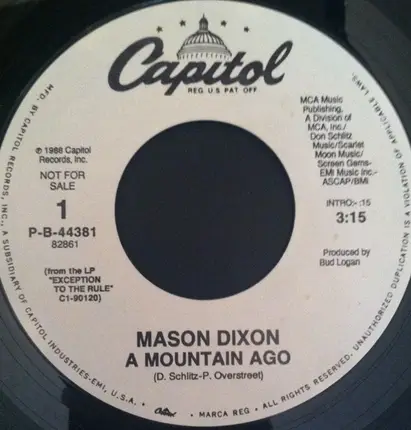 Capitol
REG. U.S PAT OFF
℗ 1988 Capitol
Records, Inc.
NOT FOR
SALE
1
P-B-44381
82861
(from the LP
"EXCEPTION
TO THE RULE"
C1-90120)
MCA Music
Publishing,
A Division of
MCA, Inc./
Don Schlitz
Music/Scarlet
Moon Music/
Screen Gems-
EMI Music Inc.-
ASCAP/BMI
INTRO:- :15
3:15
Produced by
Bud Logan
MASON DIXON
A MOUNTAIN AGO
(D. Schlitz-P. Overstreet)
MFD. BY CAPITOL RECORDS, INC., A SUBSIDIARY OF CAPITOL INDUSTRIES-EMI, U.S.A. • Capitol • MARCA REG • ALL RIGHTS RESERVED. UNAUTHORIZED DUPLICATION IS A VIOLATION OF APPLICABLE LAWS.